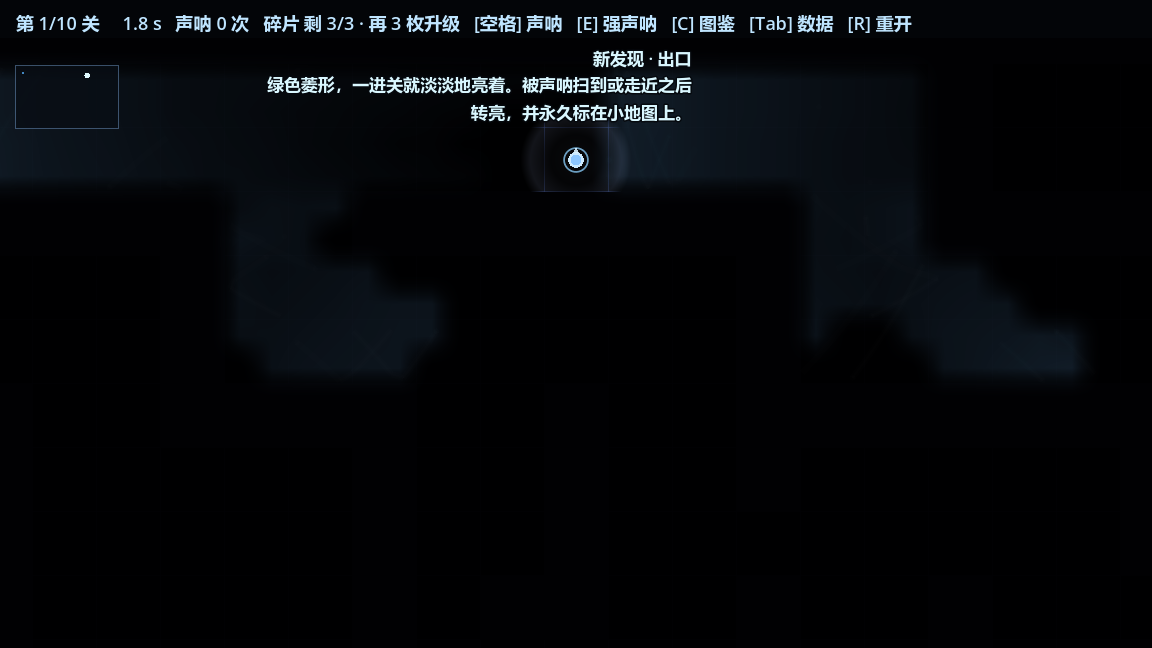 第 1/10 关 1.8 s 声呐 0 次 碎片 剩 3/3 · 再 3 枚升级 [空格] 声呐 [E] 强声呐 [C] 图鉴 [Tab] 数据 [R] 重开
新发现 · 出口
绿色菱形，一进关就淡淡地亮着。被声呐扫到或走近之后
转亮，并永久标在小地图上。